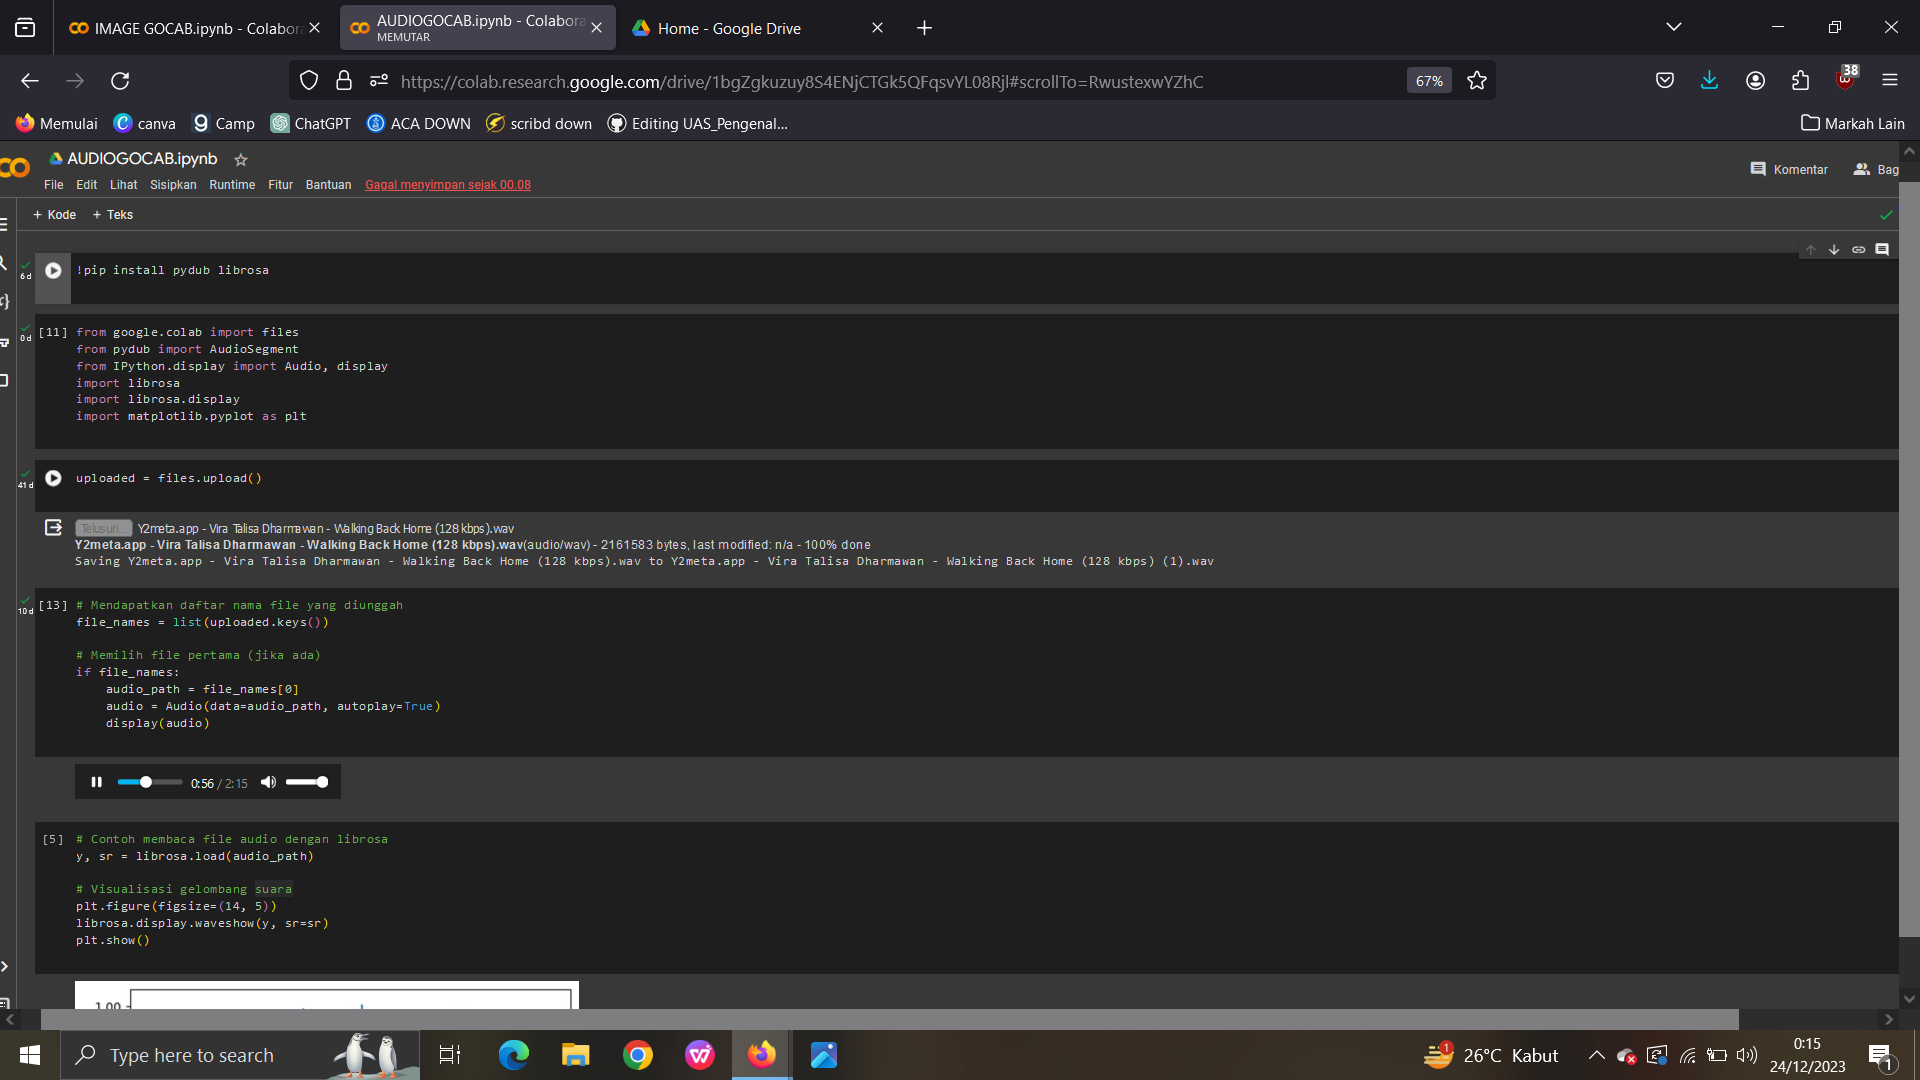 IMAGE GOCAB.ipynb - Colabora
AUDIOGOCAB.ipynb - Colabora
MEMUTAR
Home - Google Drive
https://colab.research.google.com/drive/1bgZgkuzuy8S4ENjCTGk5QFqsvYL08Rjl#scrollTo=RwustexwYZhC
67%
38
Memulai
canva
Camp
ChatGPT
ACA DOWN
scribd down
Editing UAS_Pengenal...
Markah Lain
AUDIOGOCAB.ipynb
File Edit Lihat Sisipkan Runtime Fitur Bantuan Gagal menyimpan sejak 00.08
Komentar
Bag
+ Kode + Teks
6 d
!pip install pydub librosa
0 d
[11] from google.colab import files
from pydub import AudioSegment
from IPython.display import Audio, display
import librosa
import librosa.display
import matplotlib.pyplot as plt
41 d
uploaded = files.upload()
Telusuri... Y2meta.app - Vira Talisa Dharmawan - Walking Back Home (128 kbps).wav
Y2meta.app - Vira Talisa Dharmawan - Walking Back Home (128 kbps).wav(audio/wav) - 2161583 bytes, last modified: n/a - 100% done
Saving Y2meta.app - Vira Talisa Dharmawan - Walking Back Home (128 kbps).wav to Y2meta.app - Vira Talisa Dharmawan - Walking Back Home (128 kbps) (1).wav
10 d
[13] # Mendapatkan daftar nama file yang diunggah
file_names = list(uploaded.keys())
# Memilih file pertama (jika ada)
if file_names:
audio_path = file_names[0]
audio = Audio(data=audio_path, autoplay=True)
display(audio)
0:56 / 2:15
[5] # Contoh membaca file audio dengan librosa
y, sr = librosa.load(audio_path)
# Visualisasi gelombang suara
plt.figure(figsize=(14, 5))
librosa.display.waveshow(y, sr=sr)
plt.show()
1.00
Type here to search
1
26°C Kabut
0:15
24/12/2023
1